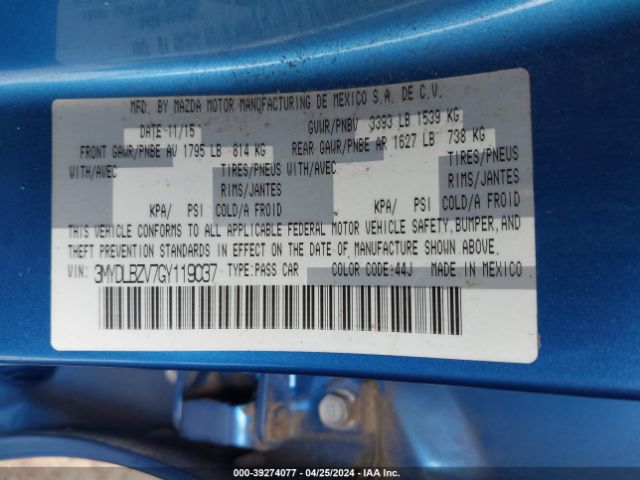 MFD. BY MAZDA MOTOR MANUFACTURING DE MEXICO S.A. DE C.V.
DATE 11/15 GVWR/PNBV 3393 LB 1539 KG
FRONT GAWR/PNBE AV 1795 LB 814 KG REAR GAWR/PNBE AR 1627 LB 738 KG
WITH/AVEC TIRES/PNEUS WITH/AVEC TIRES/PNEUS
RIMS/JANTES RIMS/JANTES
KPA/ PSI COLD/A FROID KPA/ PSI COLD/A FROID
THIS VEHICLE CONFORMS TO ALL APPLICABLE FEDERAL MOTOR VEHICLE SAFETY, BUMPER, AND
THEFT PREVENTION STANDARDS IN EFFECT ON THE DATE OF MANUFACTURE SHOWN ABOVE.
VIN: 3MYDLBZV7GY119037 TYPE:PASS CAR COLOR CODE:44J MADE IN MEXICO
000-39274077 - 04/25/2024 - IAA Inc.